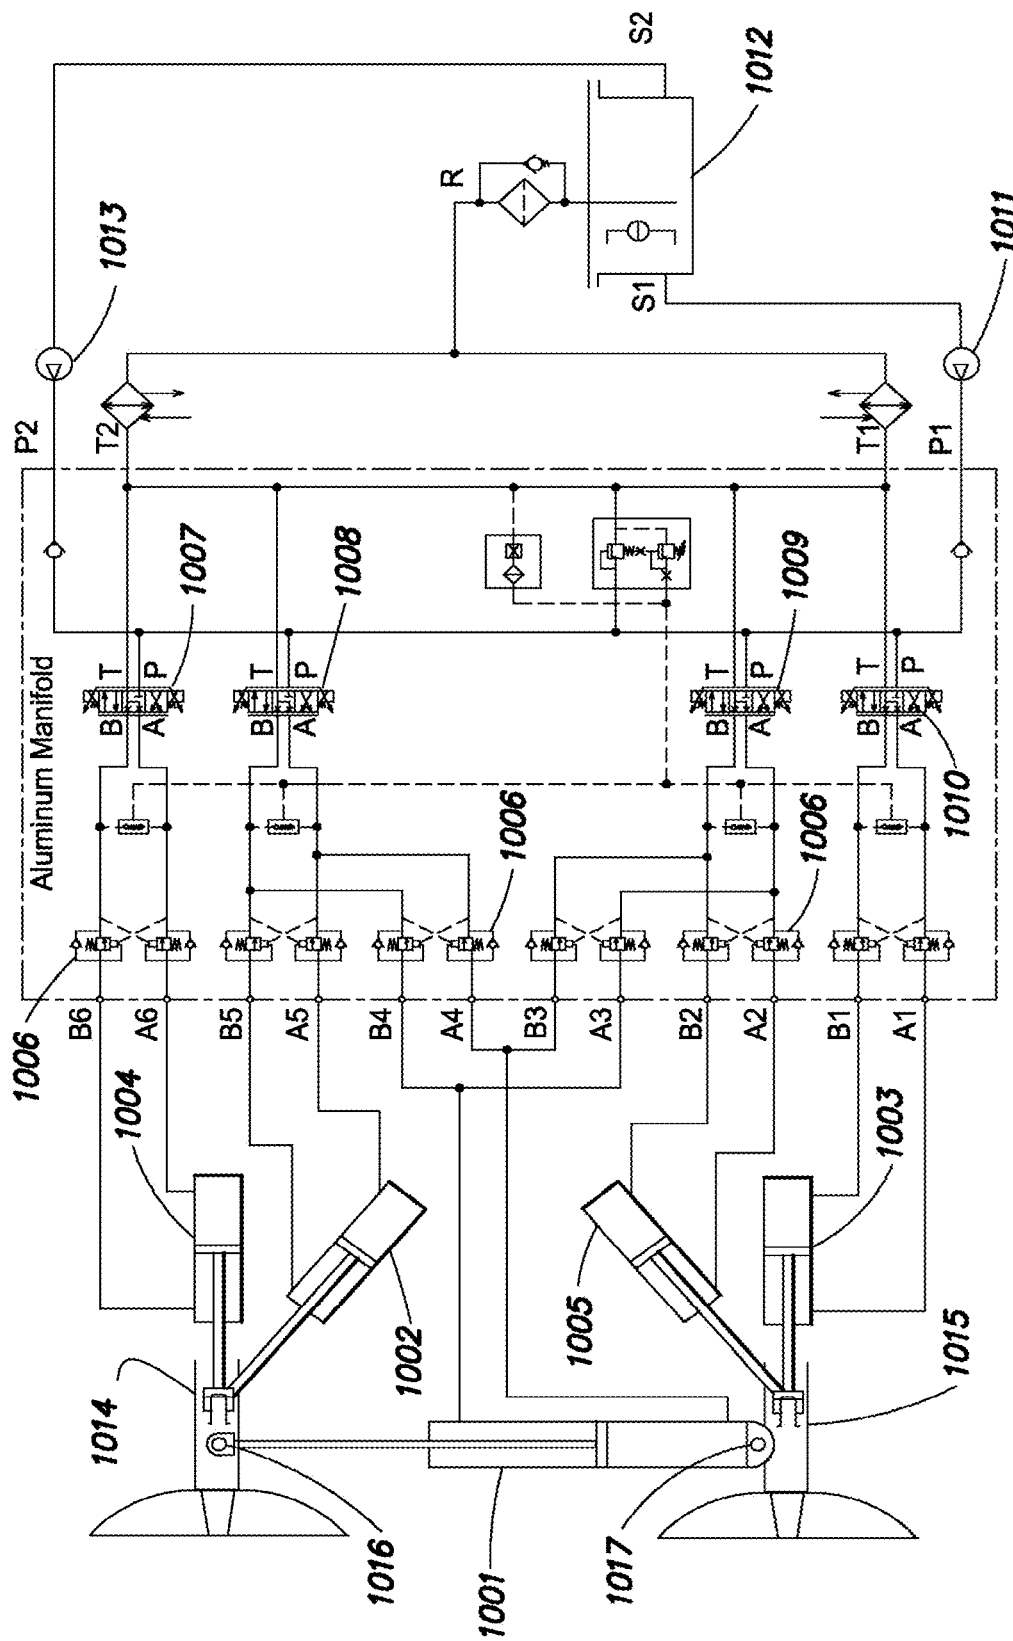 S2
1012
R
S1
1013
1011
P2
T2
T1
P1
Aluminum Manifold
1007
1008
1009
1010
T
P
B
A
T
P
B
A
T
P
B
A
T
P
B
A
1006
1006
1006
B6
A6
B5
A5
B4
A4
B3
A3
B2
A2
B1
A1
1004
1002
1005
1003
1014
1015
1016
1001
1017